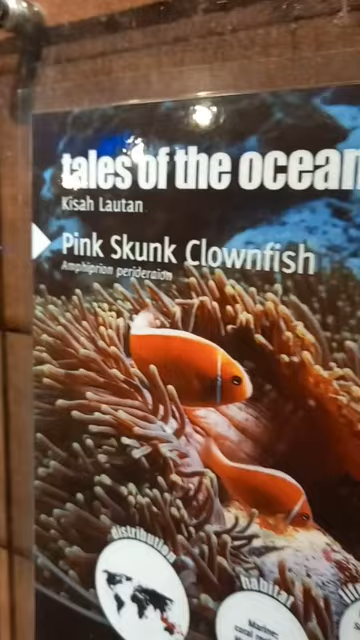 tales of the ocean
Kisah Lautan
Pink Skunk Clownfish
Amphiprion perideraion
distribution
habitat